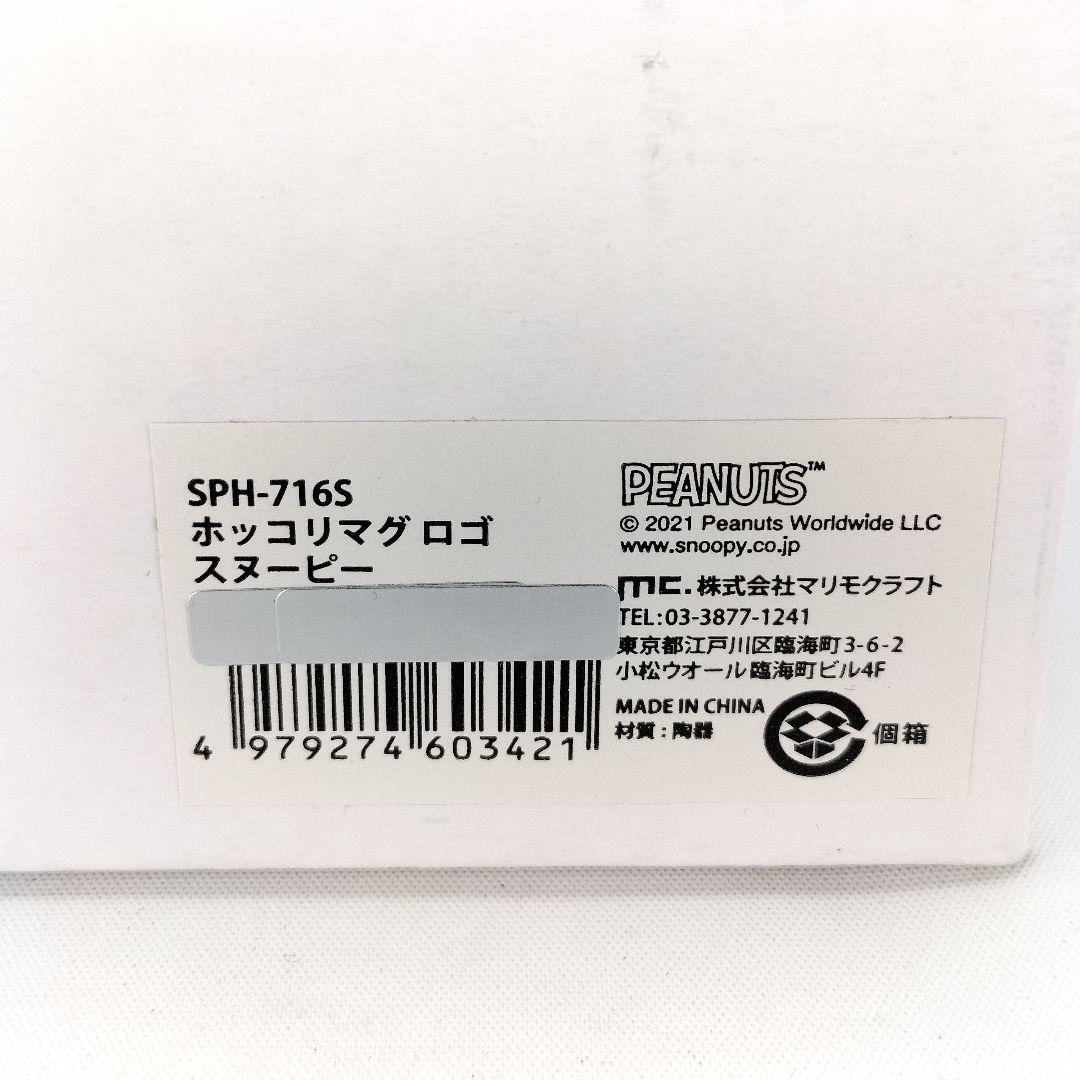 SPH-716S
ホッコリマグ ロゴ
スヌーピー
4 979274 603421
PEANUTS™
© 2021 Peanuts Worldwide LLC
www.snoopy.co.jp
mc. 株式会社マリモクラフト
TEL:03-3877-1241
東京都江戸川区臨海町3-6-2
小松ウオール臨海町ビル4F
MADE IN CHINA
材質：陶器
個箱